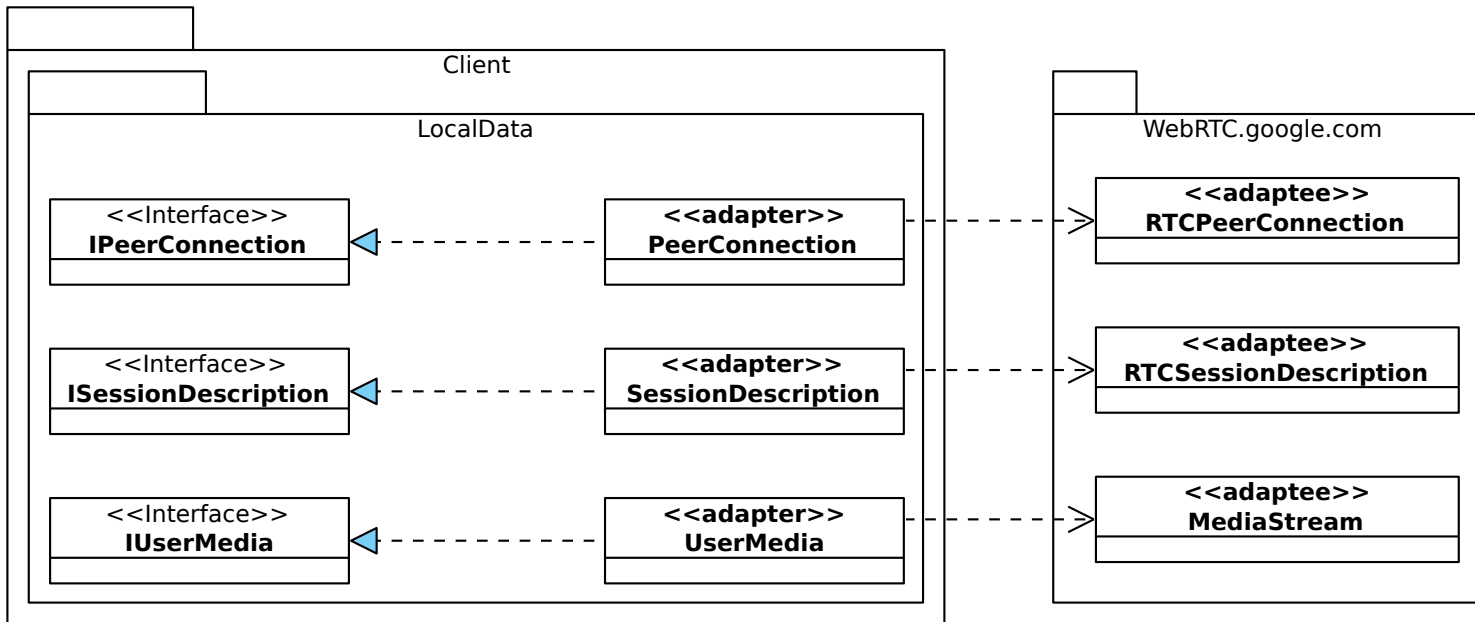 Client
LocalData
WebRTC.google.com
<<Interface>>
IPeerConnection
<<adapter>>
PeerConnection
<<adaptee>>
RTCPeerConnection
<<Interface>>
ISessionDescription
<<adapter>>
SessionDescription
<<adaptee>>
RTCSessionDescription
<<Interface>>
IUserMedia
<<adapter>>
UserMedia
<<adaptee>>
MediaStream